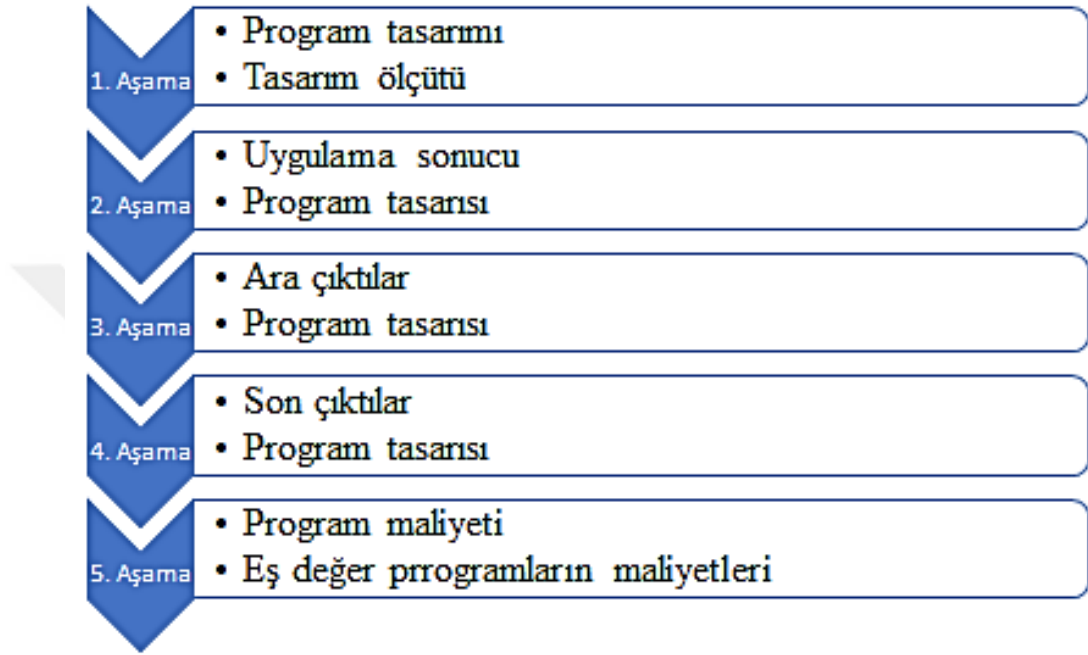 1. Aşama
• Program tasarımı
• Tasarım ölçütü
2. Aşama
• Uygulama sonucu
• Program tasarısı
3. Aşama
• Ara çıktılar
• Program tasarısı
4. Aşama
• Son çıktılar
• Program tasarısı
5. Aşama
• Program maliyeti
• Eş değer prrogramların maliyetleri